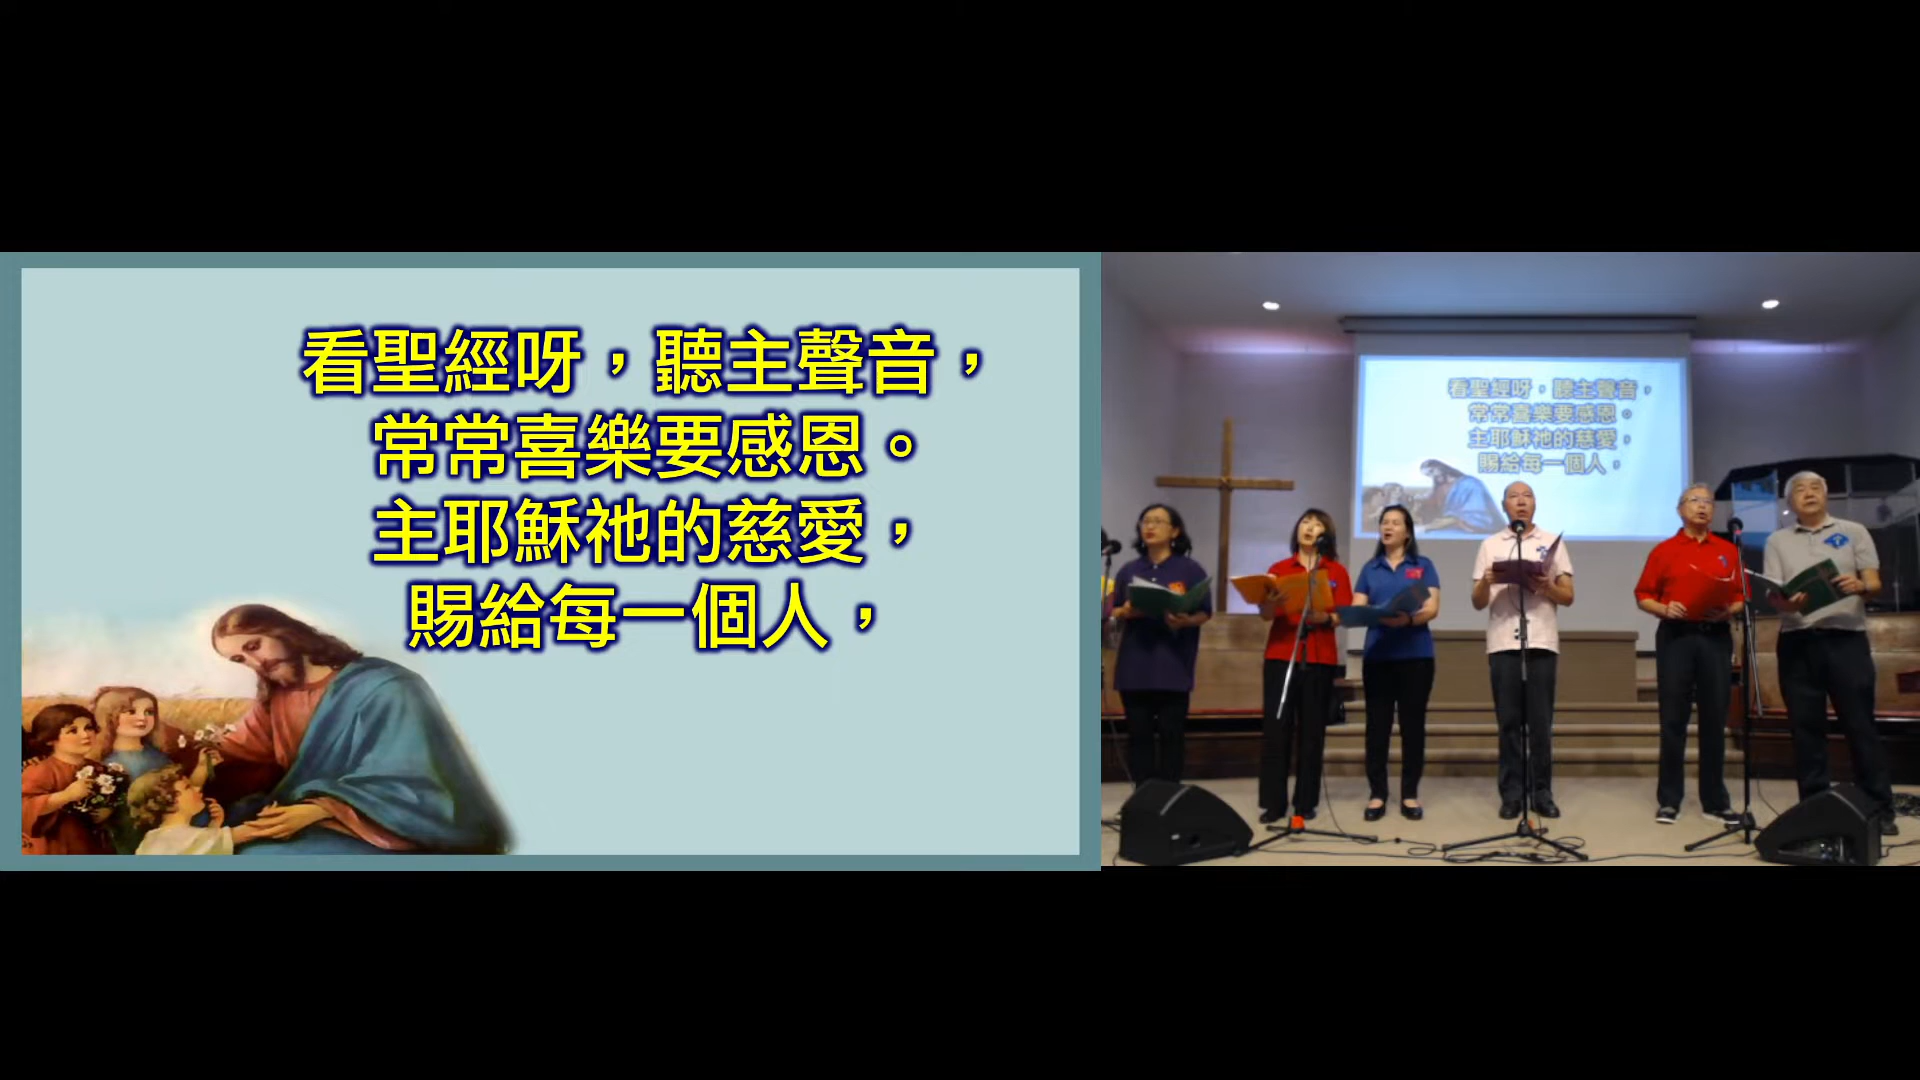 看聖經呀，聽主聲音，
常常喜樂要感恩。
主耶穌祂的慈愛，
賜給每一個人，
看聖經呀，聽主聲音，
常常喜樂要感恩。
主耶穌祂的慈愛，
賜給每一個人，